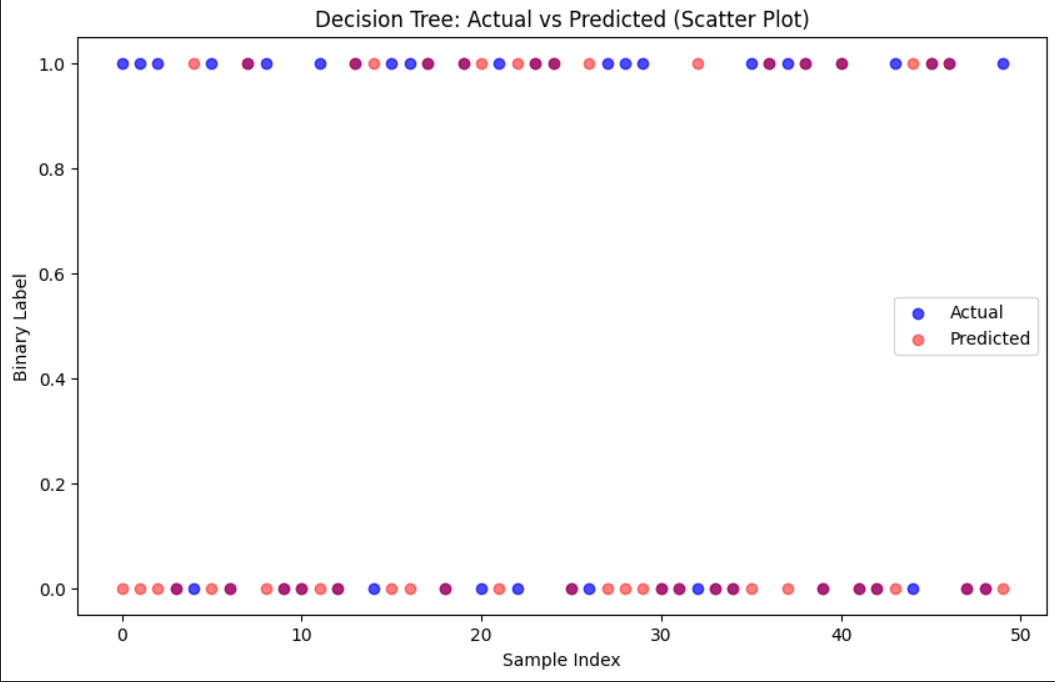 Decision Tree: Actual vs Predicted (Scatter Plot)
1.0
0.8
0.6
0.4
0.2
0.0
Binary Label
Actual
Predicted
0 10 20 30 40 50
Sample Index